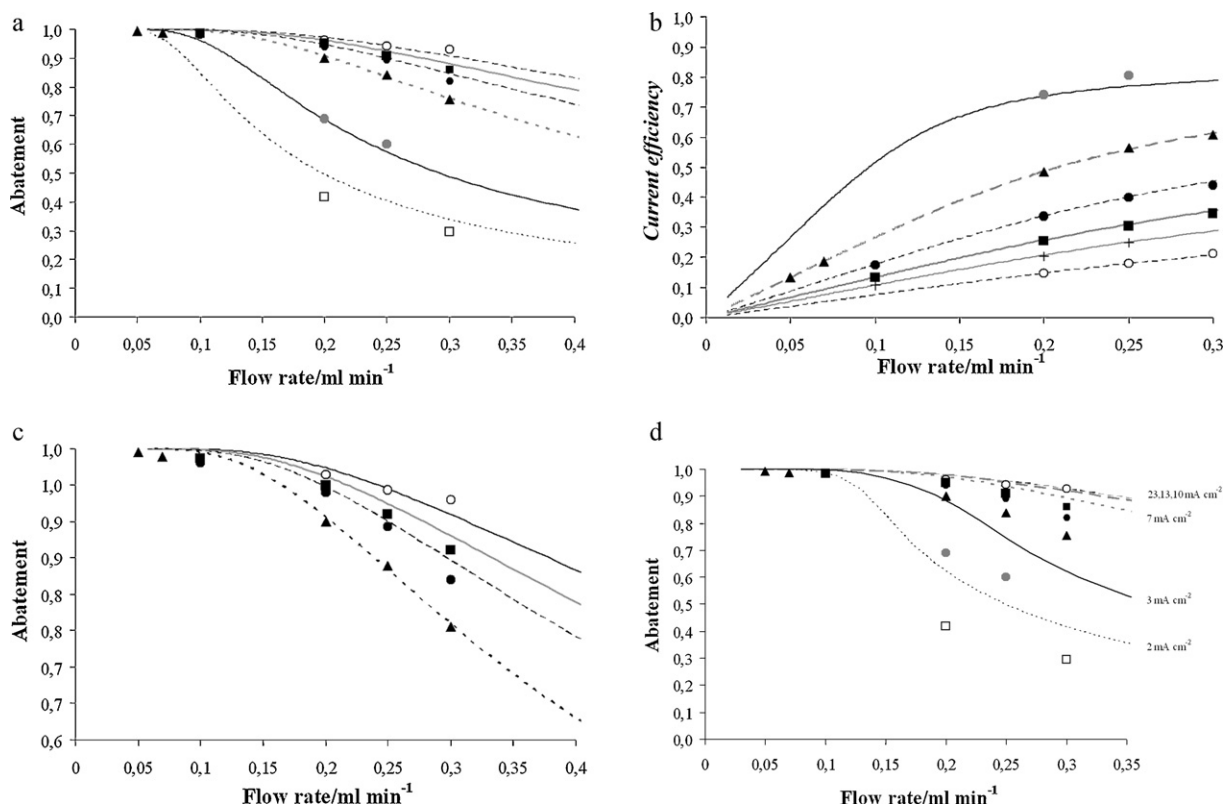 a
1,0
0,9
0,8
0,7
0,6
0,5
0,4
0,3
0,2
0,1
0,0
Abatement
0 0,05 0,1 0,15 0,2 0,25 0,3 0,35 0,4
Flow rate/ml min-1
b
1,0
0,9
0,8
0,7
0,6
0,5
0,4
0,3
0,2
0,1
0,0
Current efficiency
0 0,05 0,1 0,15 0,2 0,25 0,3
Flow rate/ml min-1
c
1,0
1,0
0,9
0,9
0,8
0,8
0,7
0,7
0,6
Abatement
0 0,05 0,1 0,15 0,2 0,25 0,3 0,35 0,4
Flow rate/ml min-1
d
1,0
0,9
0,8
0,7
0,6
0,5
0,4
0,3
0,2
0,1
0,0
Abatement
23,13,10 mA cm-2
7 mA cm-2
3 mA cm-2
2 mA cm-2
0 0,05 0,1 0,15 0,2 0,25 0,3 0,35
Flow rate/ml min-1